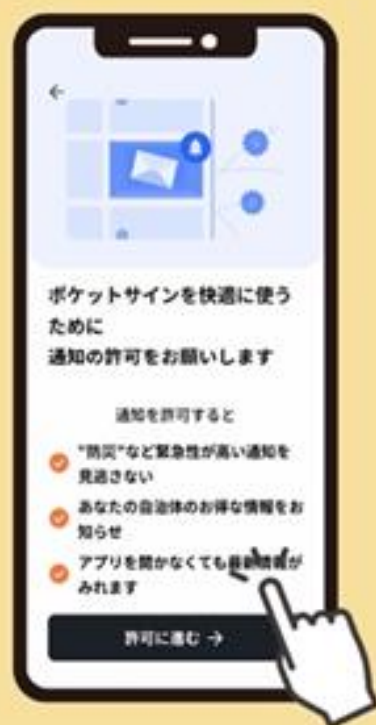 ポケットサインを快適に使う
ために
通知の許可をお願いします
通知を許可すると
"防災"など緊急性が高い通知を
見逃さない
あなたの自治体のお得な情報をお
知らせ
アプリを開かなくても最新情報が
みれます
許可に進む →